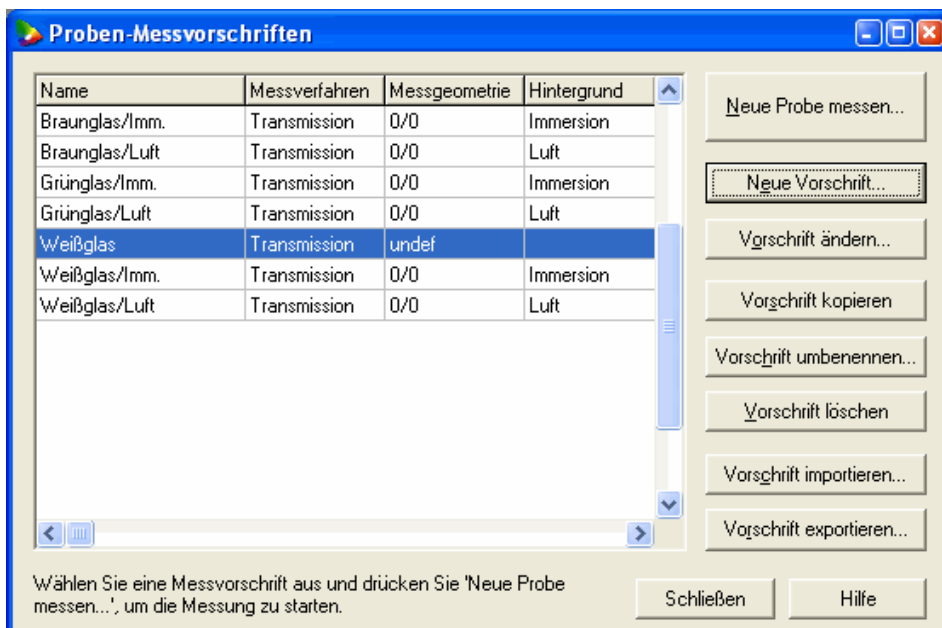 Proben-Messvorschriften
Name Messverfahren Messgeometrie Hintergrund
Braunglas/Imm. Transmission 0/0 Immersion
Braunglas/Luft Transmission 0/0 Luft
Grünglas/Imm. Transmission 0/0 Immersion
Grünglas/Luft Transmission 0/0 Luft
Weißglas Transmission undef
Weißglas/Imm. Transmission 0/0 Immersion
Weißglas/Luft Transmission 0/0 Luft
Neue Probe messen...
Neue Vorschrift...
Vorschrift ändern...
Vorschrift kopieren
Vorschrift umbenennen...
Vorschrift löschen
Vorschrift importieren...
Vorschrift exportieren...
Wählen Sie eine Messvorschrift aus und drücken Sie 'Neue Probe
messen...', um die Messung zu starten.
Schließen
Hilfe